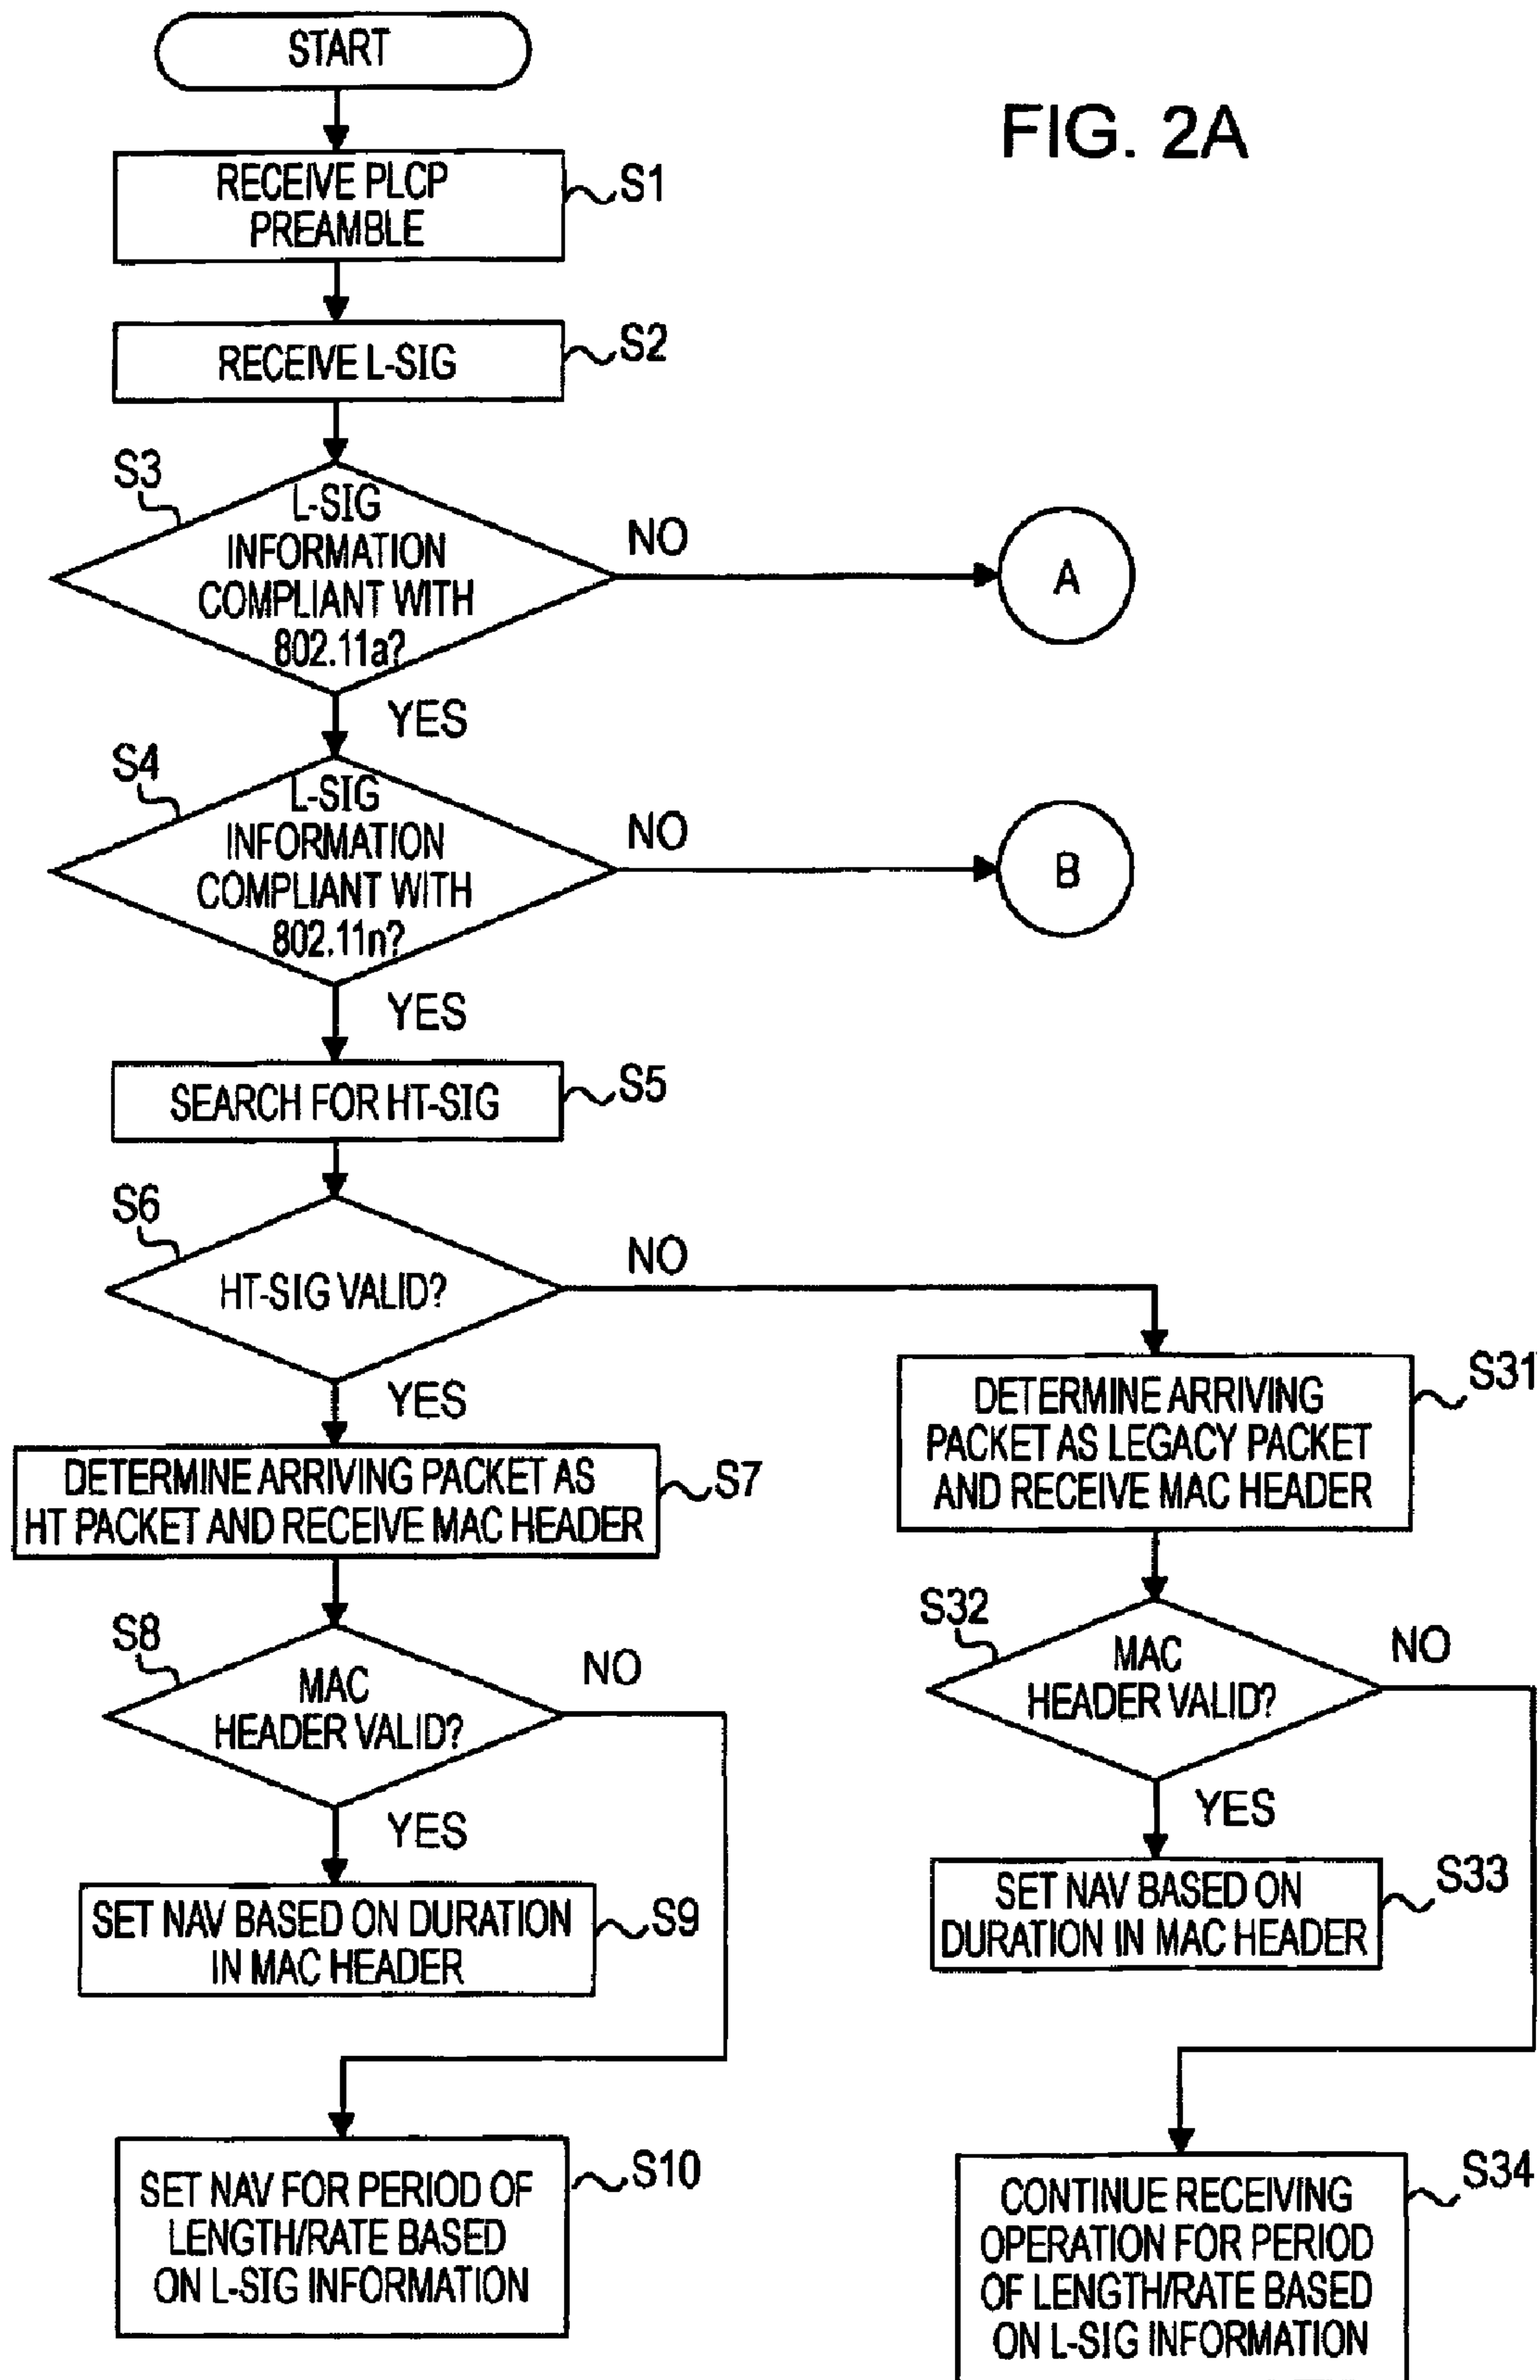 START
FIG. 2A
RECEIVE PLCP
PREAMBLE
S1
RECEIVE L-SIG
S2
S3
L-SIG
INFORMATION
COMPLIANT WITH
802.11a?
NO
A
YES
S4
L-SIG
INFORMATION
COMPLIANT WITH
802.11n?
NO
B
YES
SEARCH FOR HT-SIG
S5
S6
HT-SIG VALID?
NO
YES
DETERMINE ARRIVING PACKET AS
HT PACKET AND RECEIVE MAC HEADER
S7
S8
MAC
HEADER VALID?
NO
YES
SET NAV BASED ON DURATION
IN MAC HEADER
S9
SET NAV FOR PERIOD OF
LENGTH/RATE BASED
ON L-SIG INFORMATION
S10
DETERMINE ARRIVING
PACKET AS LEGACY PACKET
AND RECEIVE MAC HEADER
S31
S32
MAC
HEADER VALID?
NO
YES
SET NAV BASED ON
DURATION IN MAC HEADER
S33
CONTINUE RECEIVING
OPERATION FOR PERIOD
OF LENGTH/RATE BASED
ON L-SIG INFORMATION
S34